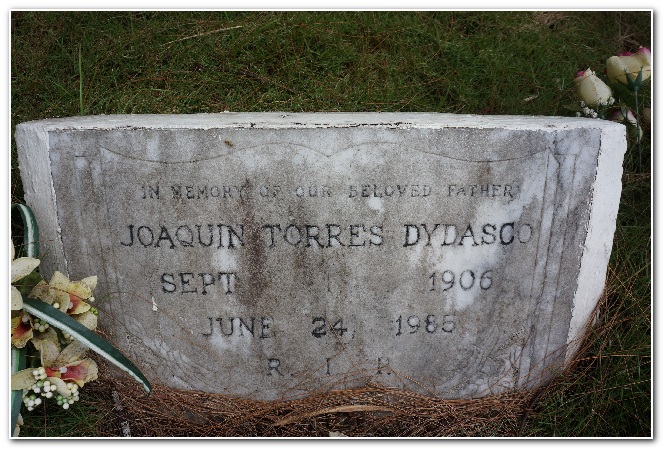 IN MEMORY OF OUR BELOVED FATHER
JOAQUIN TORRES DYDASCO
SEPT 1906
JUNE 24, 1985
R. I. P.